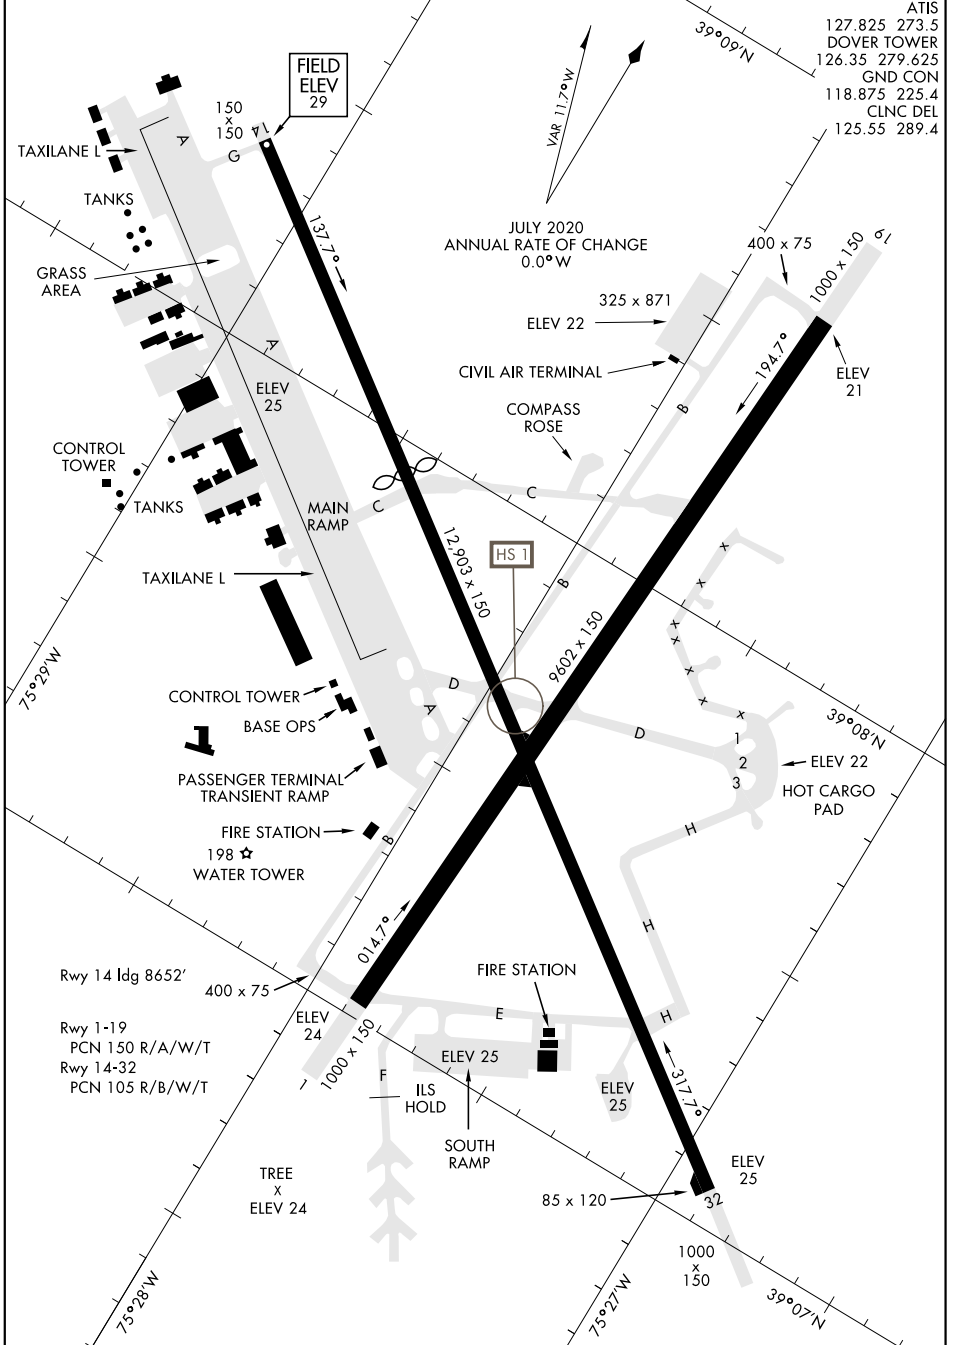 ATIS
127.825 273.5
DOVER TOWER
126.35 279.625
GND CON
118.875 225.4
CLNC DEL
125.55 289.4
39°09'N
VAR 11.7°W
JULY 2020
ANNUAL RATE OF CHANGE
0.0°W
FIELD
ELEV
29
150
x
150
14
A
G
TAXILANE L
TANKS
GRASS
AREA
137.7°
A
ELEV
25
400 x 75
1000 x 150
19
325 x 871
ELEV 22
CIVIL AIR TERMINAL
194.7°
ELEV
21
COMPASS
ROSE
B
CONTROL
TOWER
TANKS
MAIN
RAMP
C
C
12,903 x 150
HS 1
TAXILANE L
B
x
x
x
x
x
x
x
9602 x 150
75°29'W
CONTROL TOWER
BASE OPS
D
A
D
39°08'N
1
2
3
ELEV 22
HOT CARGO
PAD
PASSENGER TERMINAL
TRANSIENT RAMP
FIRE STATION
198
WATER TOWER
B
H
H
H
014.7°
Rwy 14 ldg 8652'
400 x 75
Rwy 1-19
PCN 150 R/A/W/T
Rwy 14-32
PCN 105 R/B/W/T
ELEV
24
1
1000 x 150
FIRE STATION
E
ELEV 25
F
ILS
HOLD
SOUTH
RAMP
ELEV
25
317.7°
ELEV
25
85 x 120
32
TREE
x
ELEV 24
1000
x
150
75°28'W
75°27'W
39°07'N